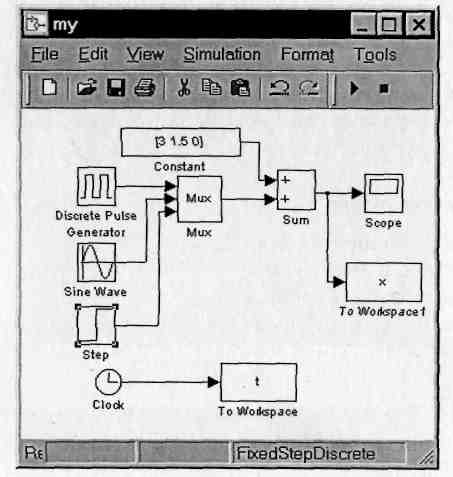 my
File Edit View Simulation Format Tools
[3 1.5 0]
Constant
Mux
Discrete Pulse
Generator
Mux
+
+
Sum
Scope
Sine Wave
x
To Workspace1
Step
Clock
t
To Workspace
Re
FixedStepDiscrete